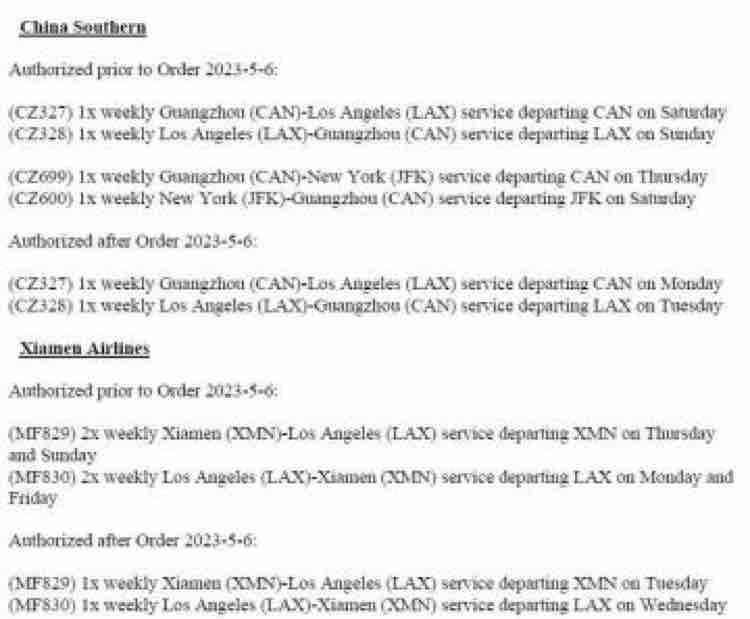 China Southern
Authorized prior to Order 2023-5-6:
(CZ327) 1x weekly Guangzhou (CAN)-Los Angeles (LAX) service departing CAN on Saturday
(CZ328) 1x weekly Los Angeles (LAX)-Guangzhou (CAN) service departing LAX on Sunday
(CZ699) 1x weekly Guangzhou (CAN)-New York (JFK) service departing CAN on Thursday
(CZ600) 1x weekly New York (JFK)-Guangzhou (CAN) service departing JFK on Saturday
Authorized after Order 2023-5-6:
(CZ327) 1x weekly Guangzhou (CAN)-Los Angeles (LAX) service departing CAN on Monday
(CZ328) 1x weekly Los Angeles (LAX)-Guangzhou (CAN) service departing LAX on Tuesday
Xiamen Airlines
Authorized prior to Order 2023-5-6:
(MF829) 2x weekly Xiamen (XMN)-Los Angeles (LAX) service departing XMN on Thursday
and Sunday
(MF830) 2x weekly Los Angeles (LAX)-Xiamen (XMN) service departing LAX on Monday and
Friday
Authorized after Order 2023-5-6:
(MF829) 1x weekly Xiamen (XMN)-Los Angeles (LAX) service departing XMN on Tuesday
(MF830) 1x weekly Los Angeles (LAX)-Xiamen (XMN) service departing LAX on Wednesday